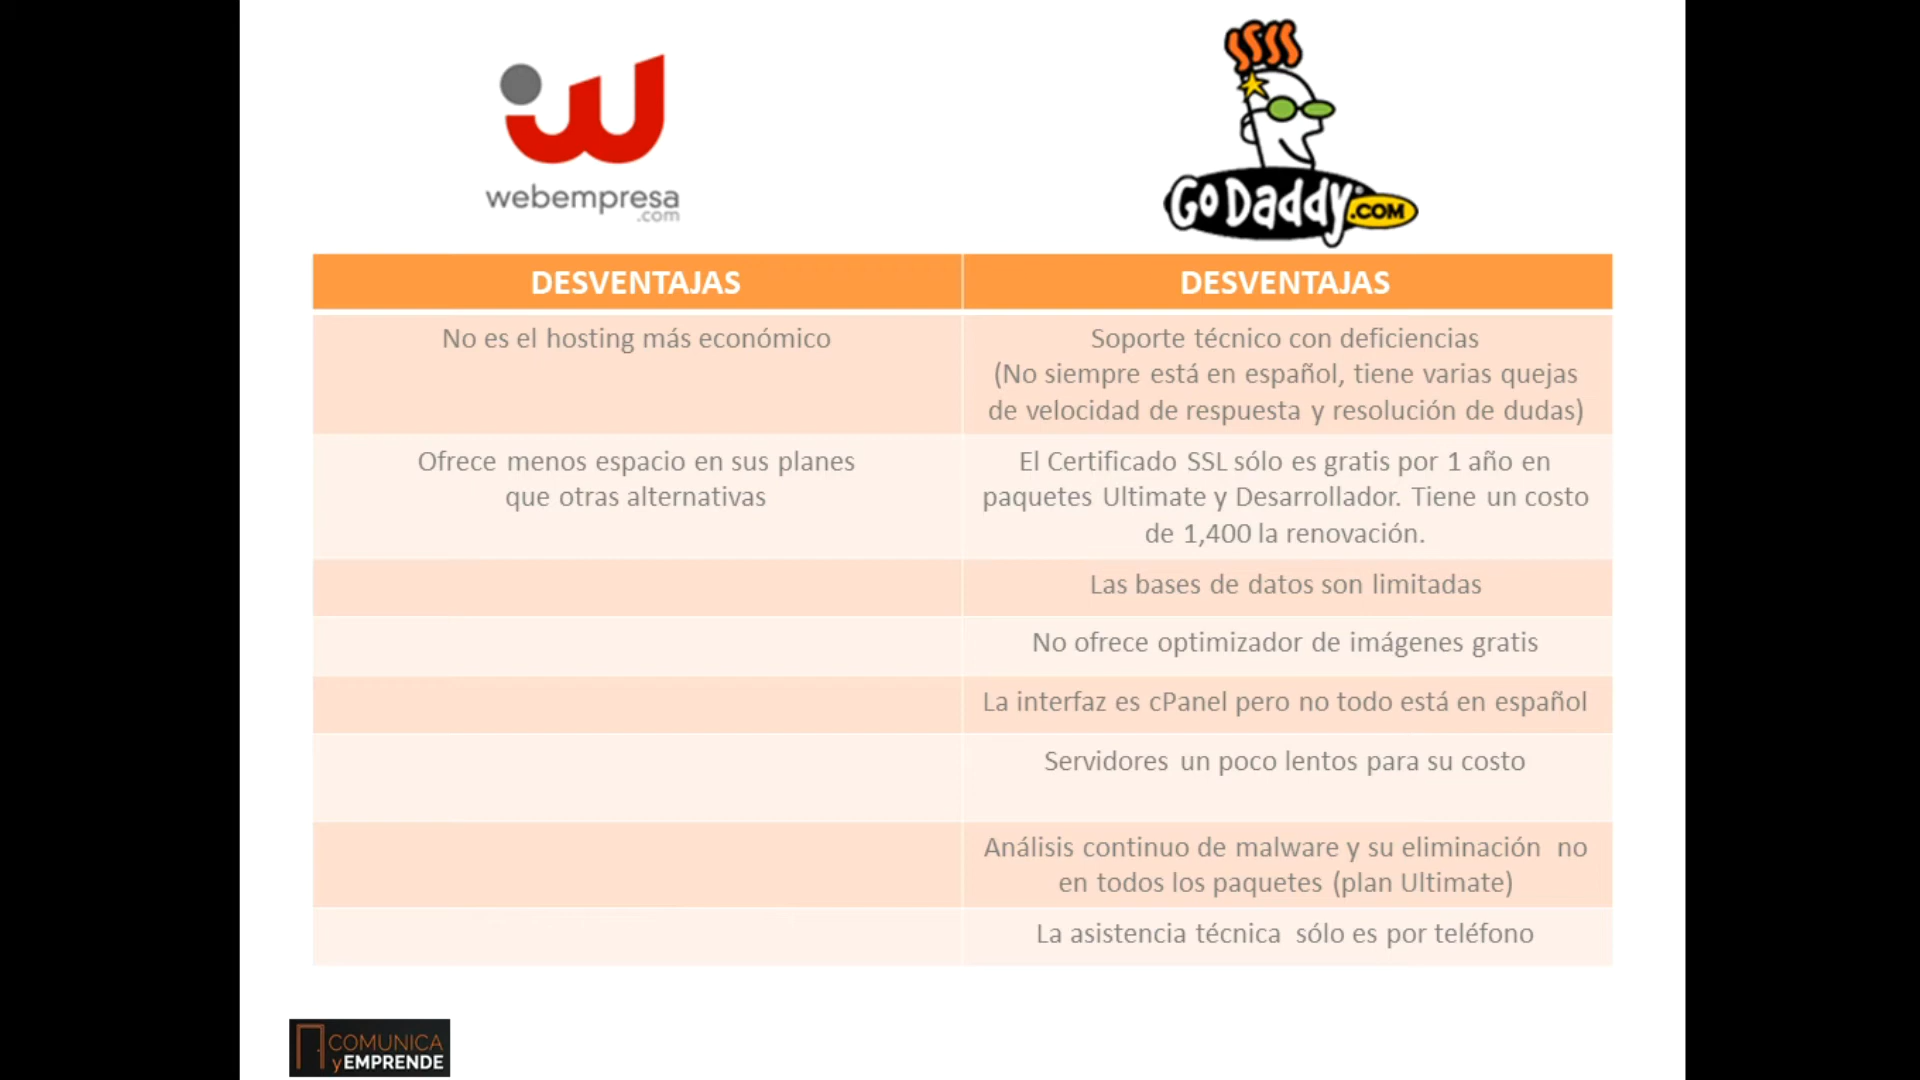 webempresa
.com
GoDaddy
.COM
DESVENTAJAS
DESVENTAJAS
No es el hosting más económico
Soporte técnico con deficiencias
(No siempre está en español, tiene varias quejas
de velocidad de respuesta y resolución de dudas)
Ofrece menos espacio en sus planes
que otras alternativas
El Certificado SSL sólo es gratis por 1 año en
paquetes Ultimate y Desarrollador. Tiene un costo
de 1,400 la renovación.
Las bases de datos son limitadas
No ofrece optimizador de imágenes gratis
La interfaz es cPanel pero no todo está en español
Servidores un poco lentos para su costo
Análisis continuo de malware y su eliminación no
en todos los paquetes (plan Ultimate)
La asistencia técnica sólo es por teléfono
COMUNICA
yEMPRENDE